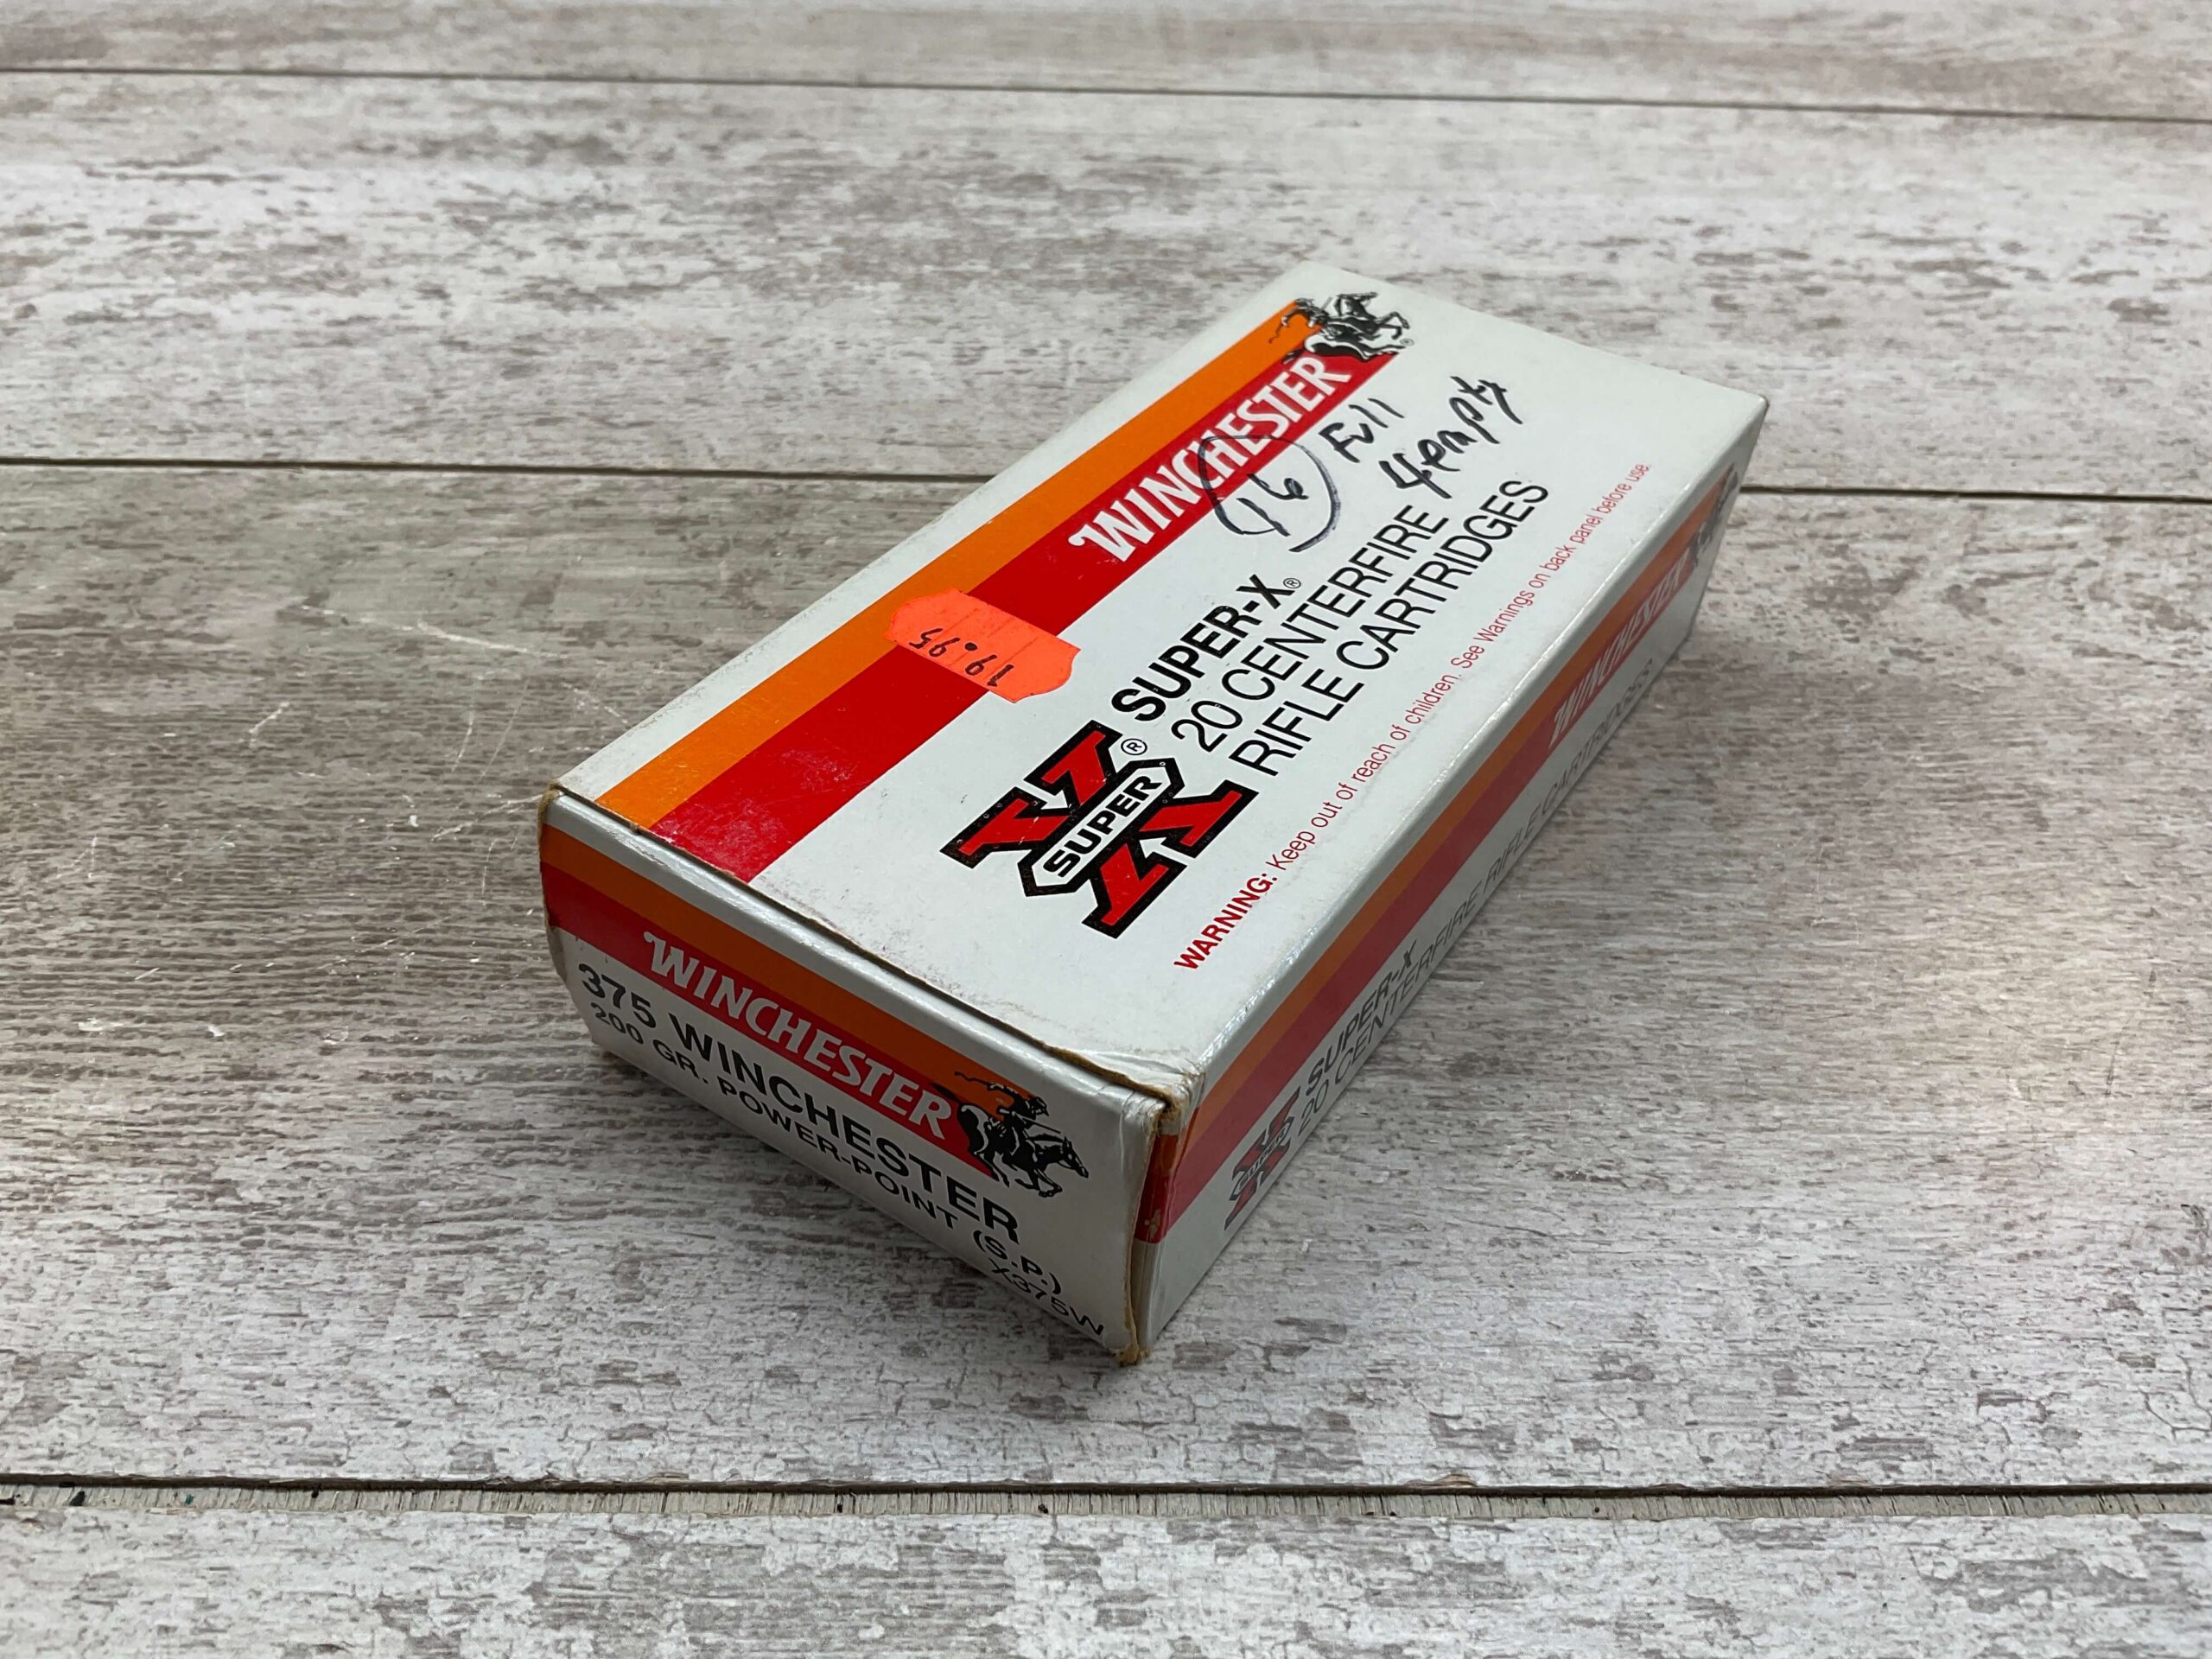 WINCHESTER
16 Full
4 empty
19.95
SUPER-X®
20 CENTERFIRE
RIFLE CARTRIDGES
SUPER X®
WARNING: Keep out of reach of children. See Warnings on back panel before use.
WINCHESTER
375 WINCHESTER
200 GR. POWER-POINT (S.P.)
X375W
WINCHESTER
SUPER-X
20 CENTERFIRE RIFLE CARTRIDGES
SUPER X